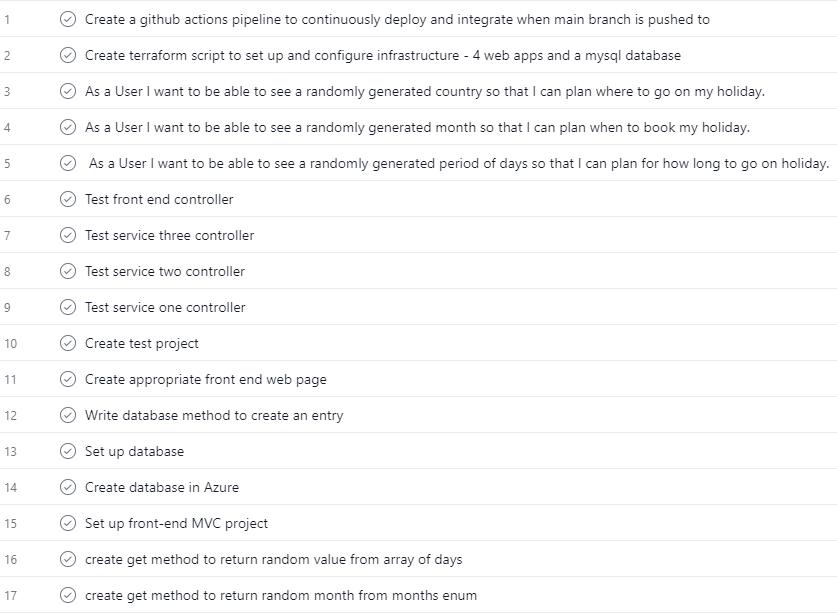 1 Create a github actions pipeline to continuously deploy and integrate when main branch is pushed to
2 Create terraform script to set up and configure infrastructure - 4 web apps and a mysql database
3 As a User I want to be able to see a randomly generated country so that I can plan where to go on my holiday.
4 As a User I want to be able to see a randomly generated month so that I can plan when to book my holiday.
5 As a User I want to be able to see a randomly generated period of days so that I can plan for how long to go on holiday.
6 Test front end controller
7 Test service three controller
8 Test service two controller
9 Test service one controller
10 Create test project
11 Create appropriate front end web page
12 Write database method to create an entry
13 Set up database
14 Create database in Azure
15 Set up front-end MVC project
16 create get method to return random value from array of days
17 create get method to return random month from months enum